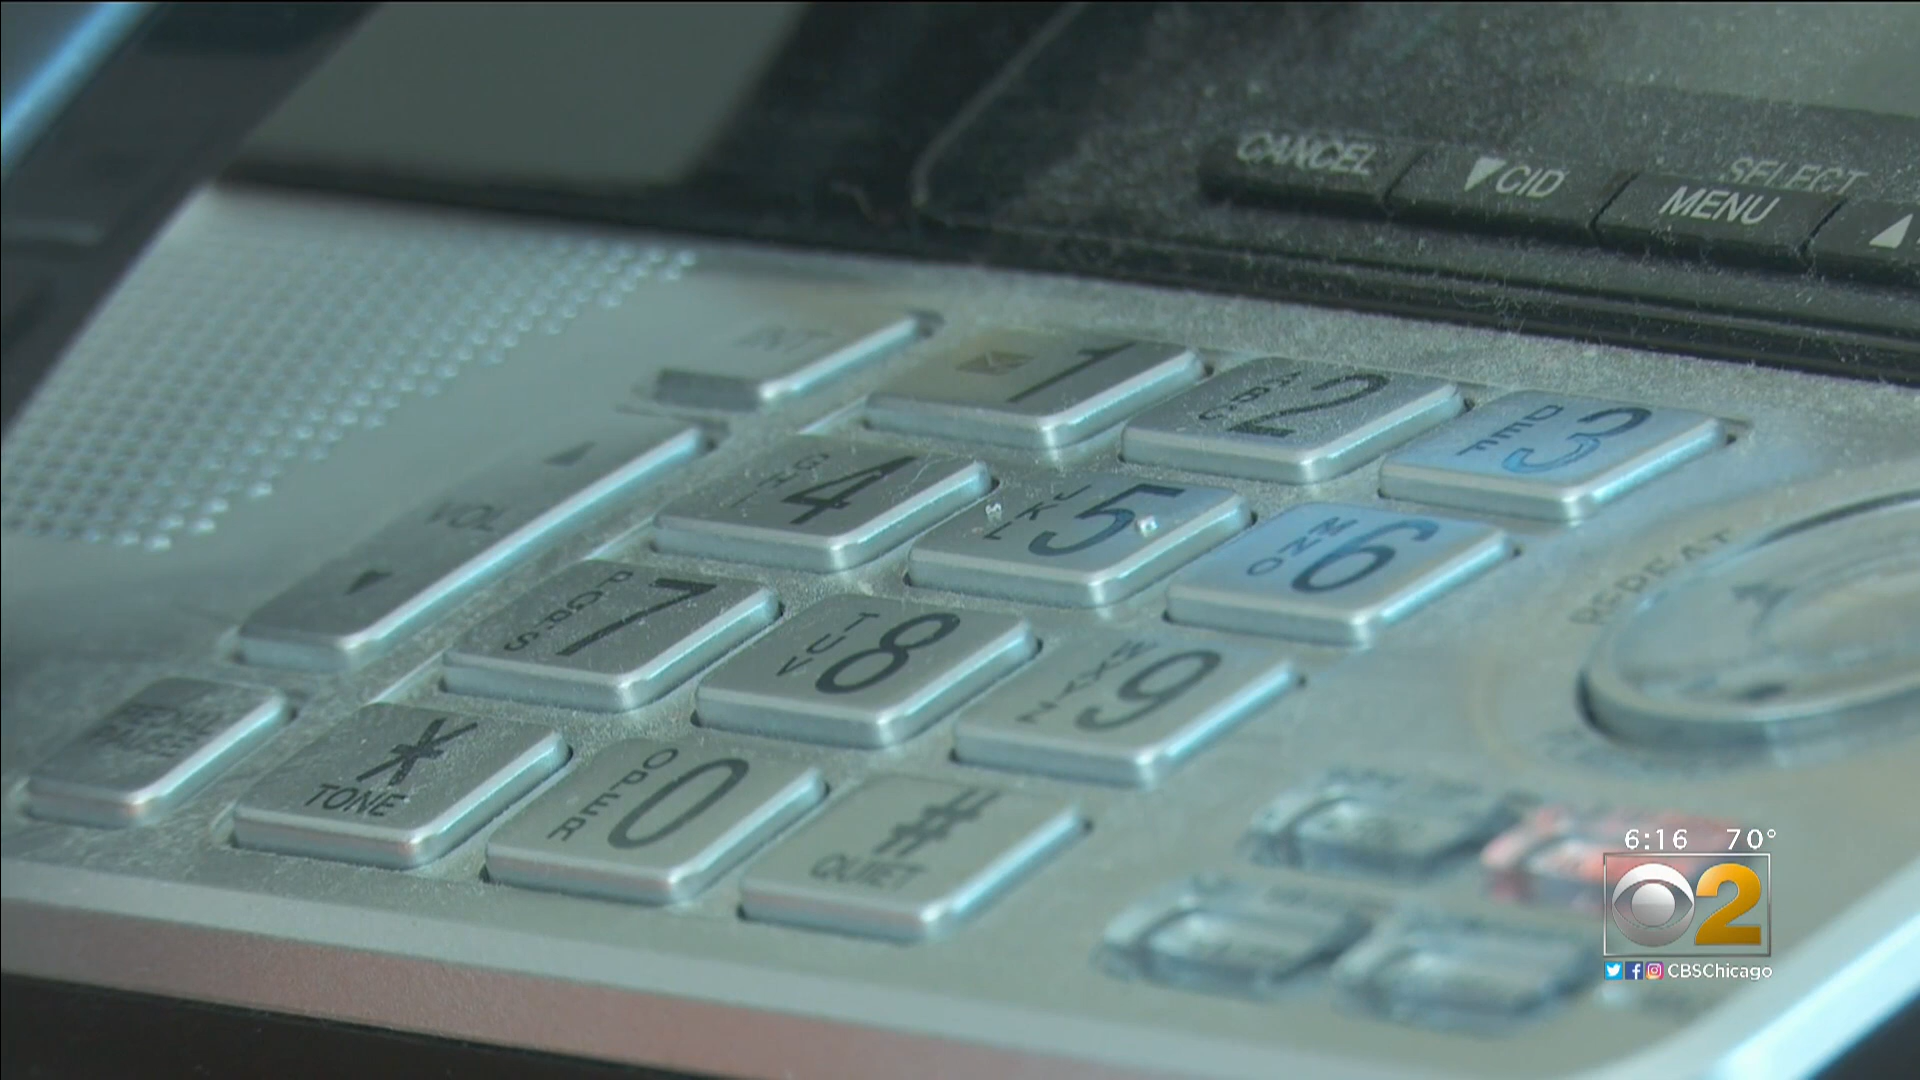 CANCEL
▼CID
SELECT
MENU
▲
INT
1
2
ABC
3
DEF
VOL
▲
▼
4
GHI
5
JKL
6
MNO
REPEAT
7
PQRS
8
TUV
9
WXYZ
*
TONE
0
OPER
#
QUIET
6:16 70°
2
CBSChicago